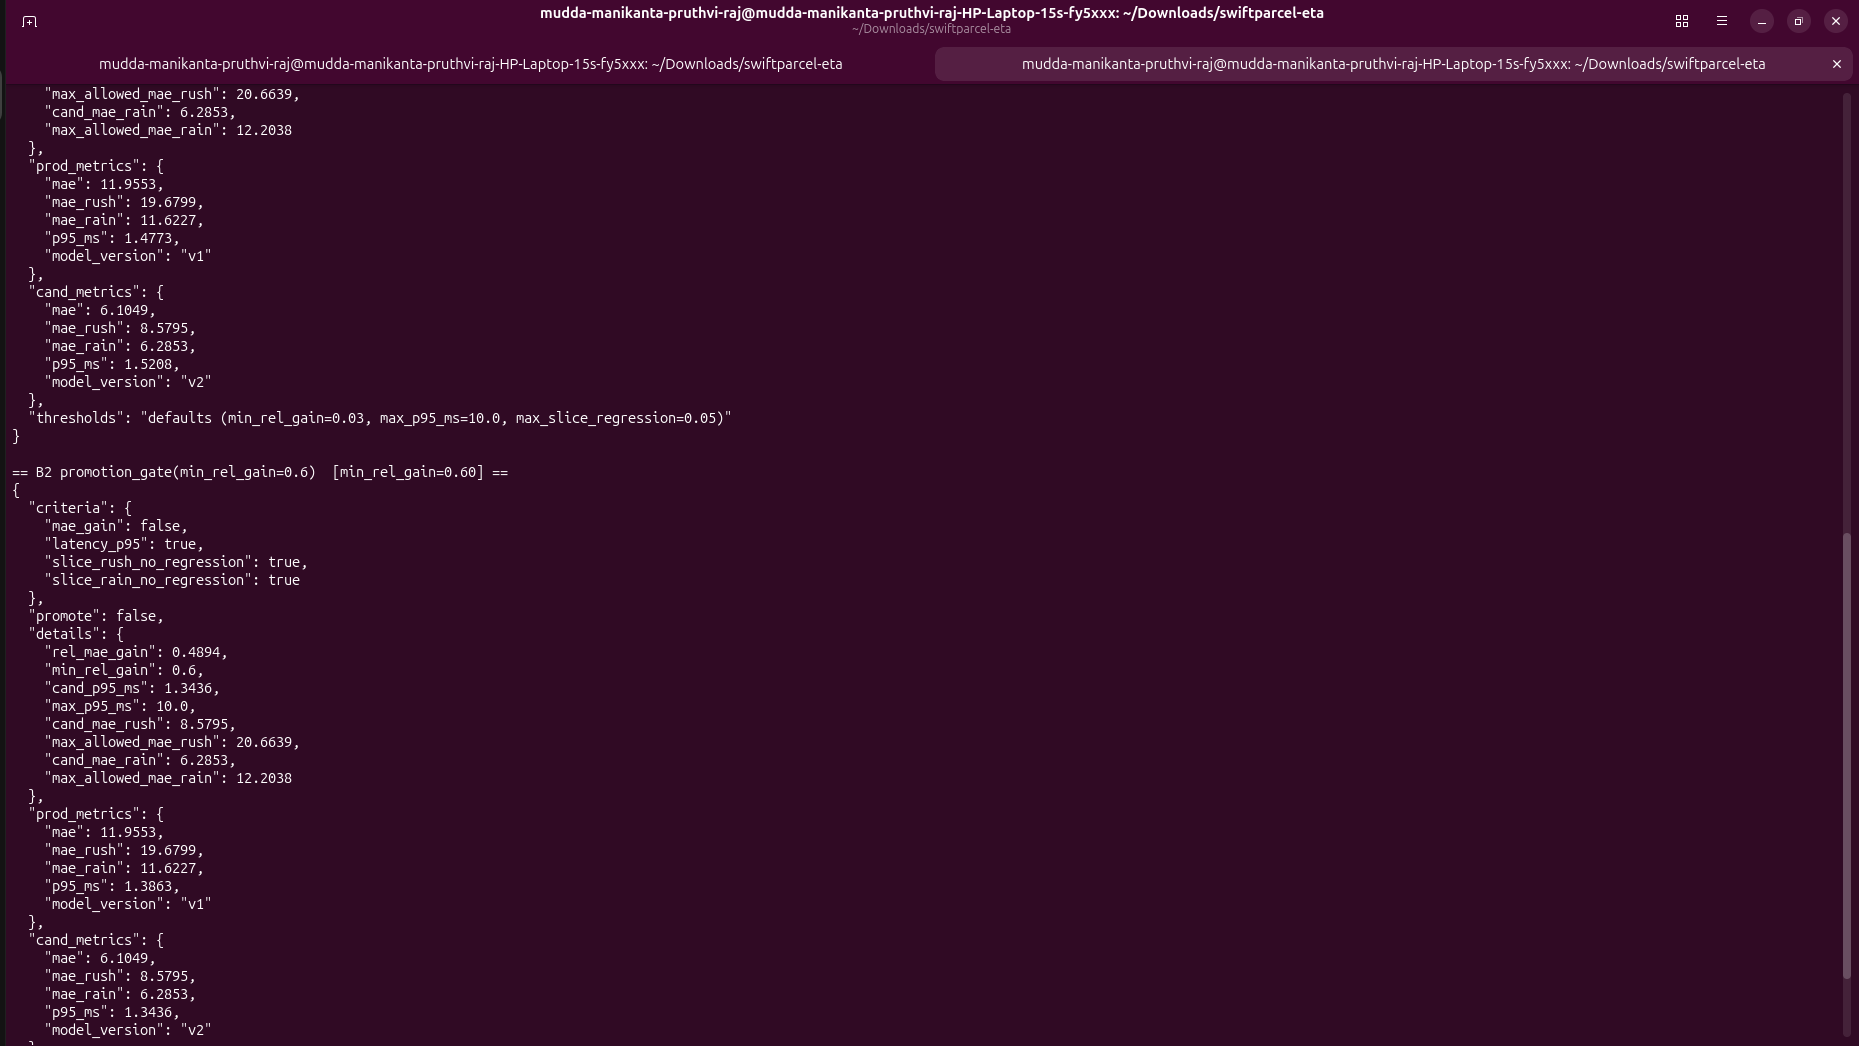 mudda-manikanta-pruthvi-raj@mudda-manikanta-pruthvi-raj-HP-Laptop-15s-fy5xxx: ~/Downloads/swiftparcel-eta
~/Downloads/swiftparcel-eta
mudda-manikanta-pruthvi-raj@mudda-manikanta-pruthvi-raj-HP-Laptop-15s-fy5xxx: ~/Downloads/swiftparcel-eta
mudda-manikanta-pruthvi-raj@mudda-manikanta-pruthvi-raj-HP-Laptop-15s-fy5xxx: ~/Downloads/swiftparcel-eta
    "max_allowed_mae_rush": 20.6639,
    "cand_mae_rain": 6.2853,
    "max_allowed_mae_rain": 12.2038
  },
  "prod_metrics": {
    "mae": 11.9553,
    "mae_rush": 19.6799,
    "mae_rain": 11.6227,
    "p95_ms": 1.4773,
    "model_version": "v1"
  },
  "cand_metrics": {
    "mae": 6.1049,
    "mae_rush": 8.5795,
    "mae_rain": 6.2853,
    "p95_ms": 1.5208,
    "model_version": "v2"
  },
  "thresholds": "defaults (min_rel_gain=0.03, max_p95_ms=10.0, max_slice_regression=0.05)"
}
== B2 promotion_gate(min_rel_gain=0.6)  [min_rel_gain=0.60] ==
{
  "criteria": {
    "mae_gain": false,
    "latency_p95": true,
    "slice_rush_no_regression": true,
    "slice_rain_no_regression": true
  },
  "promote": false,
  "details": {
    "rel_mae_gain": 0.4894,
    "min_rel_gain": 0.6,
    "cand_p95_ms": 1.3436,
    "max_p95_ms": 10.0,
    "cand_mae_rush": 8.5795,
    "max_allowed_mae_rush": 20.6639,
    "cand_mae_rain": 6.2853,
    "max_allowed_mae_rain": 12.2038
  },
  "prod_metrics": {
    "mae": 11.9553,
    "mae_rush": 19.6799,
    "mae_rain": 11.6227,
    "p95_ms": 1.3863,
    "model_version": "v1"
  },
  "cand_metrics": {
    "mae": 6.1049,
    "mae_rush": 8.5795,
    "mae_rain": 6.2853,
    "p95_ms": 1.3436,
    "model_version": "v2"